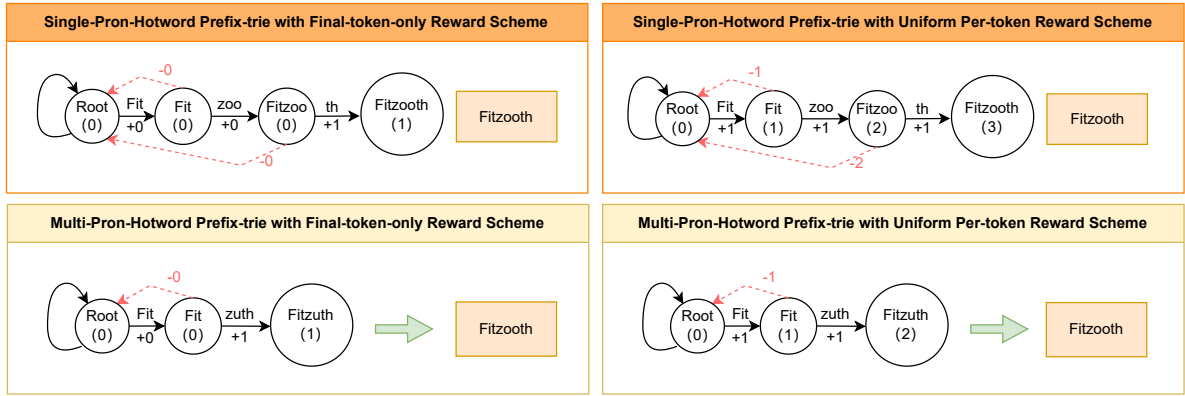 Single-Pron-Hotword Prefix-trie with Final-token-only Reward Scheme
-0
Root
(0)
Fit
+0
Fit
(0)
zoo
+0
Fitzoo
(0)
th
+1
Fitzooth
(1)
-0
Fitzooth
Single-Pron-Hotword Prefix-trie with Uniform Per-token Reward Scheme
-1
Root
(0)
Fit
+1
Fit
(1)
zoo
+1
Fitzoo
(2)
th
+1
Fitzooth
(3)
-2
Fitzooth
Multi-Pron-Hotword Prefix-trie with Final-token-only Reward Scheme
-0
Root
(0)
Fit
+0
Fit
(0)
zuth
+1
Fitzuth
(1)
Fitzooth
Multi-Pron-Hotword Prefix-trie with Uniform Per-token Reward Scheme
-1
Root
(0)
Fit
+1
Fit
(1)
zuth
+1
Fitzuth
(2)
Fitzooth